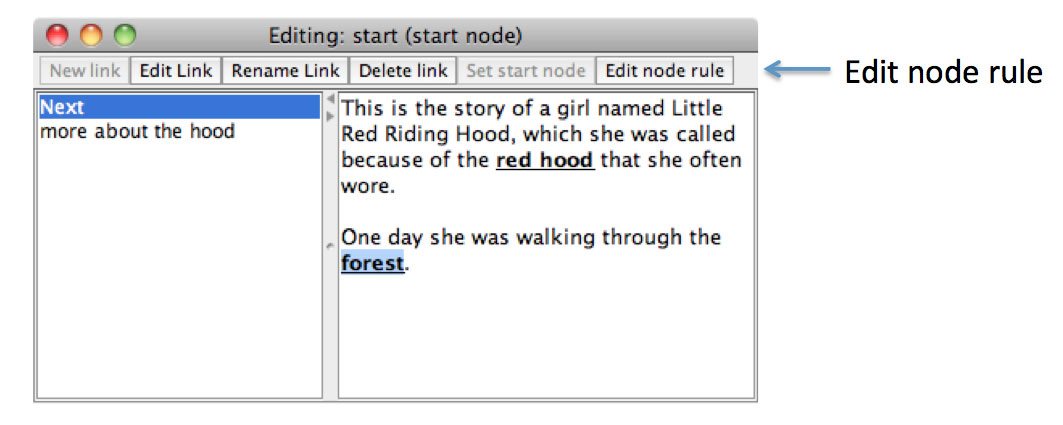 Editing: start (start node)
New link Edit Link Rename Link Delete link Set start node Edit node rule
Edit node rule
Next
more about the hood
This is the story of a girl named Little
Red Riding Hood, which she was called
because of the red hood that she often
wore.
One day she was walking through the
forest.